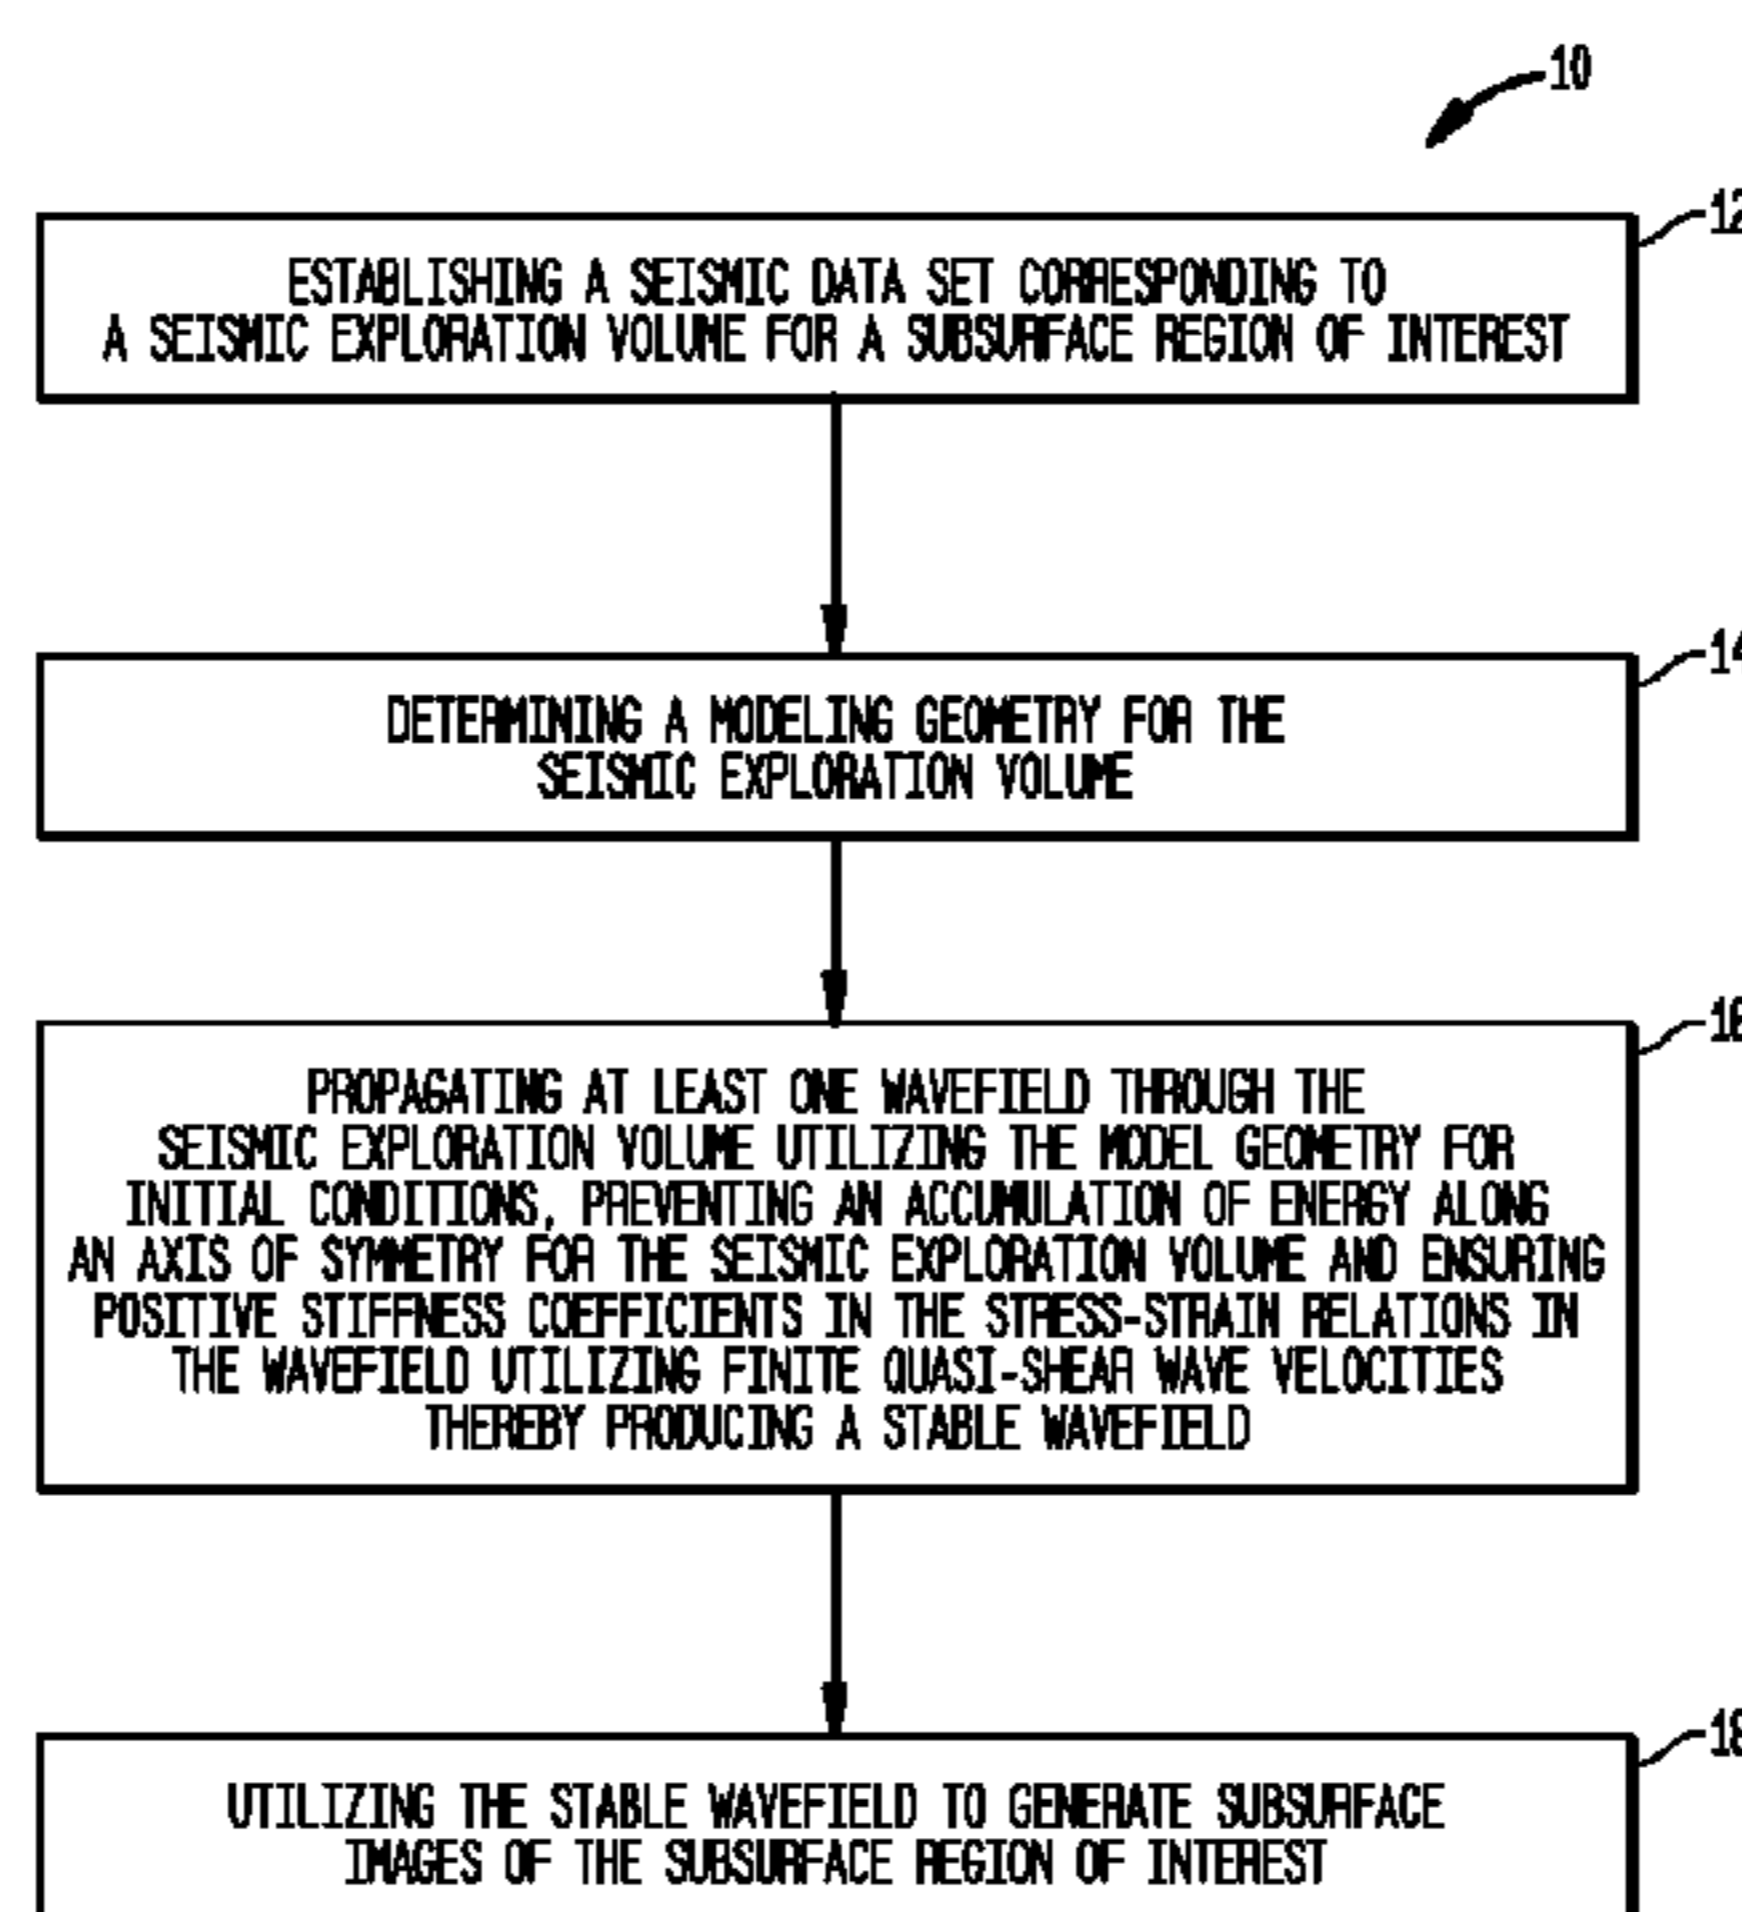 10
12
ESTABLISHING A SEISMIC DATA SET CORRESPONDING TO
A SEISMIC EXPLORATION VOLUME FOR A SUBSURFACE REGION OF INTEREST
14
DETERMINING A MODELING GEOMETRY FOR THE
SEISMIC EXPLORATION VOLUME
16
PROPAGATING AT LEAST ONE WAVEFIELD THROUGH THE
SEISMIC EXPLORATION VOLUME UTILIZING THE MODEL GEOMETRY FOR
INITIAL CONDITIONS, PREVENTING AN ACCUMULATION OF ENERGY ALONG
AN AXIS OF SYMMETRY FOR THE SEISMIC EXPLORATION VOLUME AND ENSURING
POSITIVE STIFFNESS COEFFICIENTS IN THE STRESS-STRAIN RELATIONS IN
THE WAVEFIELD UTILIZING FINITE QUASI-SHEAR WAVE VELOCITIES
THEREBY PRODUCING A STABLE WAVEFIELD
18
UTILIZING THE STABLE WAVEFIELD TO GENERATE SUBSURFACE
IMAGES OF THE SUBSURFACE REGION OF INTEREST